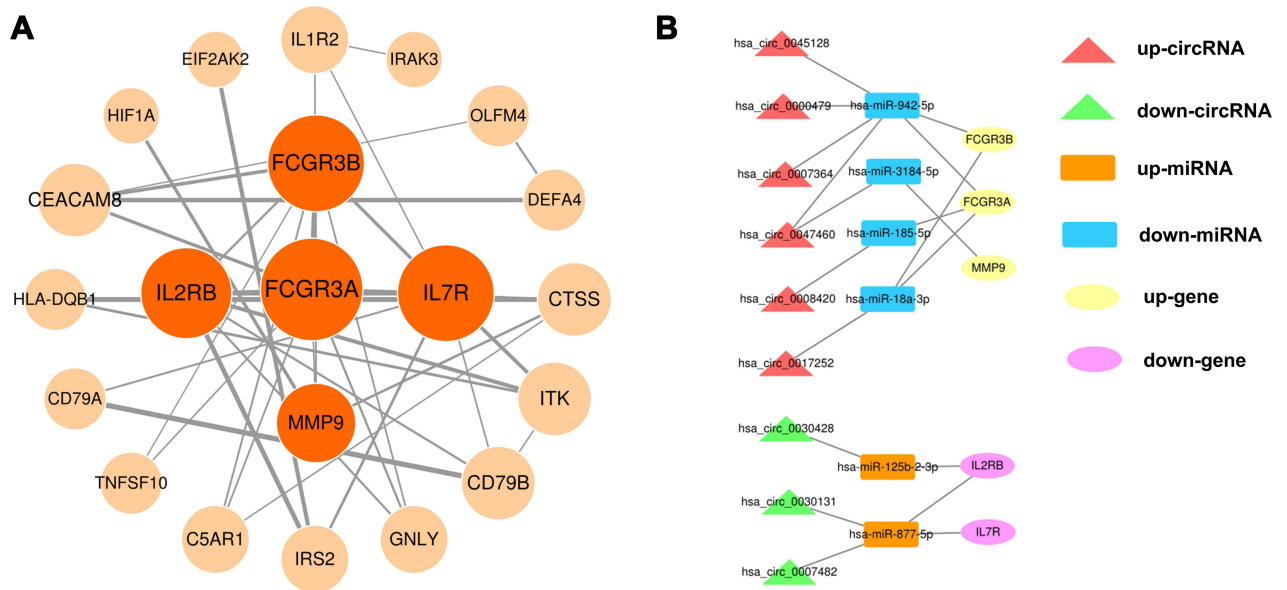 A
IL1R2
IRAK3
EIF2AK2
HIF1A
OLFM4
FCGR3B
CEACAM8
DEFA4
IL2RB
FCGR3A
IL7R
HLA-DQB1
CTSS
CD79A
MMP9
ITK
TNFSF10
CD79B
C5AR1
IRS2
GNLY
B
hsa_circ_0045128
hsa_circ_0000479
hsa-miR-942-5p
FCGR3B
hsa_circ_0007364
hsa-miR-3184-5p
FCGR3A
hsa_circ_0047460
hsa-miR-185-5p
MMP9
hsa_circ_0008420
hsa-miR-18a-3p
hsa_circ_0017252
hsa_circ_0030428
hsa-miR-125b-2-3p
IL2RB
hsa_circ_0030131
hsa-miR-877-5p
IL7R
hsa_circ_0007482
up-circRNA
down-circRNA
up-miRNA
down-miRNA
up-gene
down-gene